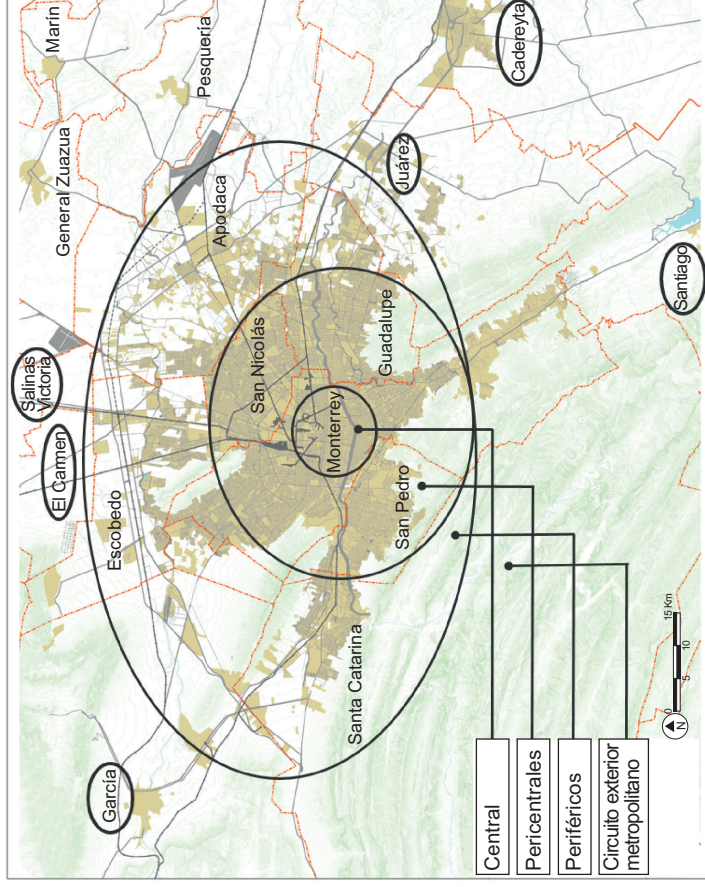 Marín
General Zuazua
Pesquería
Cadereyta
Salinas
Victoria
Apodaca
Juárez
El Carmen
San Nicolás
Guadalupe
Santiago
Escobedo
Monterrey
San Pedro
García
Santa Catarina
Central
Pericentrales
Periféricos
Circuito exterior
metropolitano
N
0 5 10 15 Km